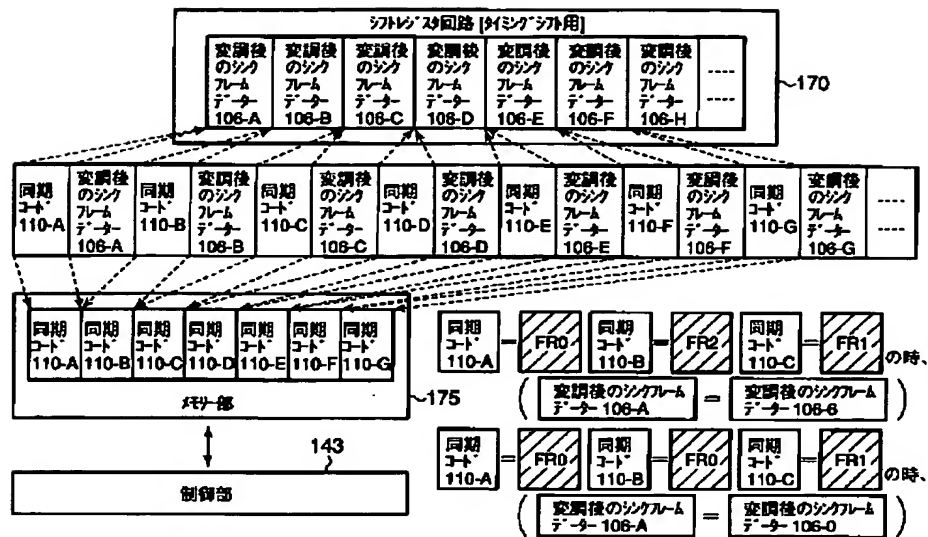 シフトレジスタ回路 [タイミングシフト用]
変調後のシンクフレームデーター106-A
変調後のシンクフレームデーター106-B
変調後のシンクフレームデーター106-C
変調後のシンクフレームデーター106-D
変調後のシンクフレームデーター106-E
変調後のシンクフレームデーター106-F
変調後のシンクフレームデーター106-H
170
同期コード110-A
変調後のシンクフレームデーター106-A
同期コード110-B
変調後のシンクフレームデーター106-B
同期コード110-C
変調後のシンクフレームデーター106-C
同期コード110-D
変調後のシンクフレームデーター106-D
同期コード110-E
変調後のシンクフレームデーター106-E
同期コード110-F
変調後のシンクフレームデーター106-F
同期コード110-G
変調後のシンクフレームデーター106-G
同期コード110-A
同期コード110-B
同期コード110-C
同期コード110-D
同期コード110-E
同期コード110-F
同期コード110-G
メモリー部
175
143
制御部
同期コード110-A = FR0 同期コード110-B = FR2 同期コード110-C = FR1 の時、
( 変調後のシンクフレームデーター106-A = 変調後のシンクフレームデーター106-6 )
同期コード110-A = FR0 同期コード110-B = FR0 同期コード110-C = FR1 の時、
( 変調後のシンクフレームデーター106-A = 変調後のシンクフレームデーター106-0 )